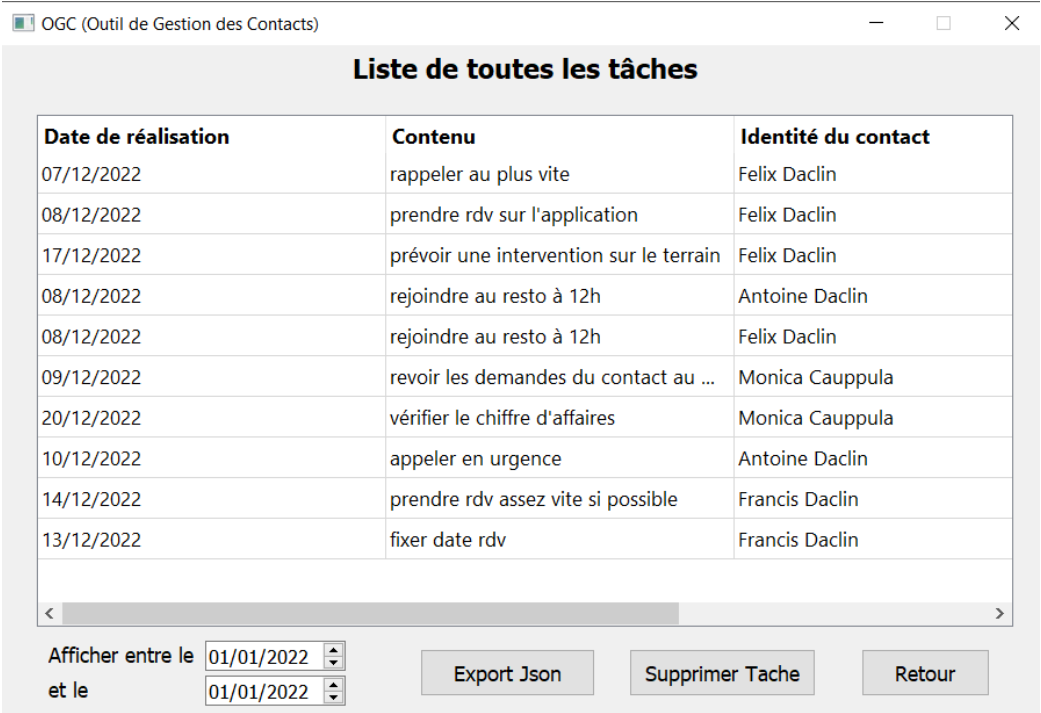 OGC (Outil de Gestion des Contacts)
Liste de toutes les tâches
Date de réalisation Contenu Identité du contact
07/12/2022 rappeler au plus vite Felix Daclin
08/12/2022 prendre rdv sur l'application Felix Daclin
17/12/2022 prévoir une intervention sur le terrain Felix Daclin
08/12/2022 rejoindre au resto à 12h Antoine Daclin
08/12/2022 rejoindre au resto à 12h Felix Daclin
09/12/2022 revoir les demandes du contact au ... Monica Cauppula
20/12/2022 vérifier le chiffre d'affaires Monica Cauppula
10/12/2022 appeler en urgence Antoine Daclin
14/12/2022 prendre rdv assez vite si possible Francis Daclin
13/12/2022 fixer date rdv Francis Daclin
Afficher entre le 01/01/2022 Export Json Supprimer Tache Retour
et le 01/01/2022